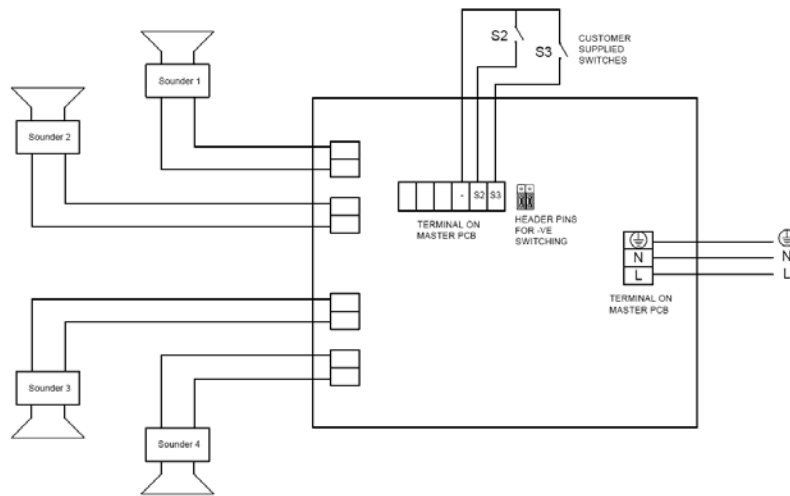 Sounder 1
S2
S3
CUSTOMER
SUPPLIED
SWITCHES
Sounder 2
- S2 S3
TERMINAL ON
MASTER PCB
HEADER PINS
FOR -VE
SWITCHING
N
L
N
L
TERMINAL ON
MASTER PCB
Sounder 3
Sounder 4